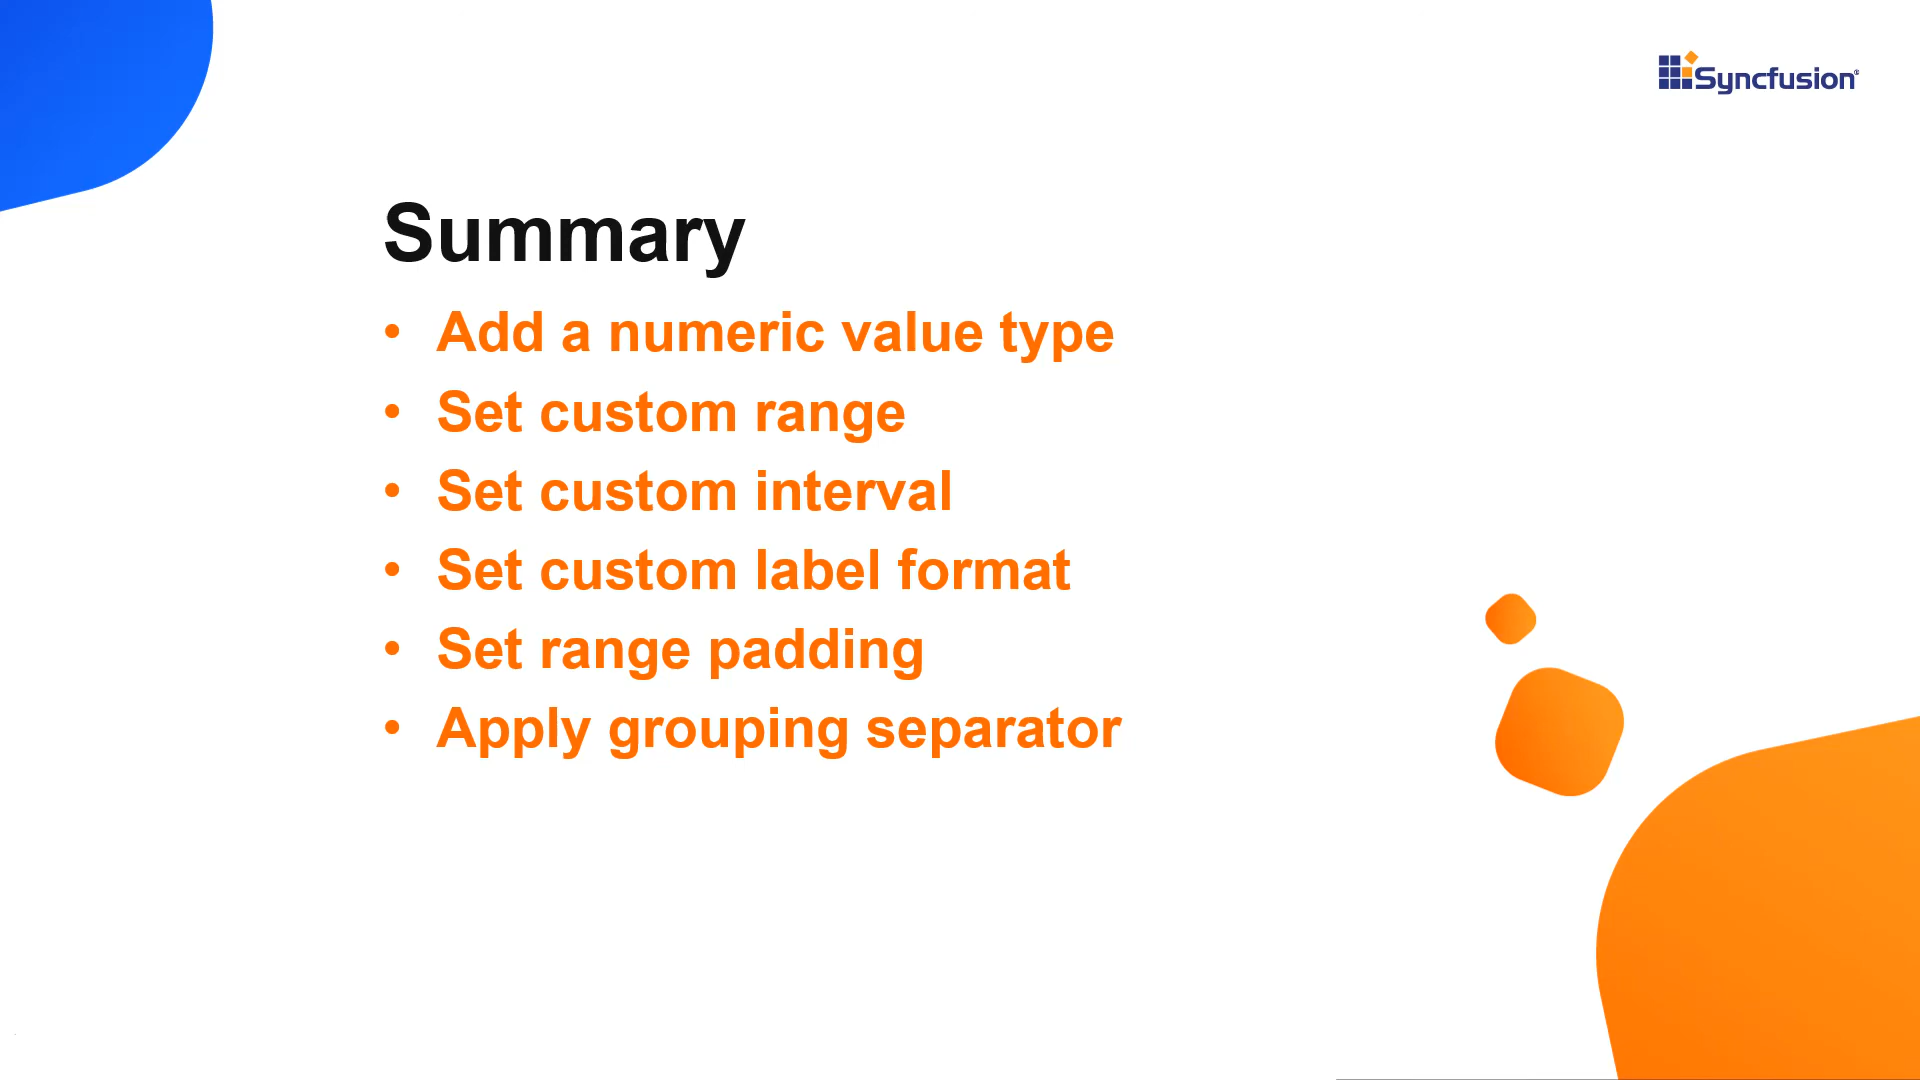 Syncfusion®
Summary
• Add a numeric value type
• Set custom range
• Set custom interval
• Set custom label format
• Set range padding
• Apply grouping separator